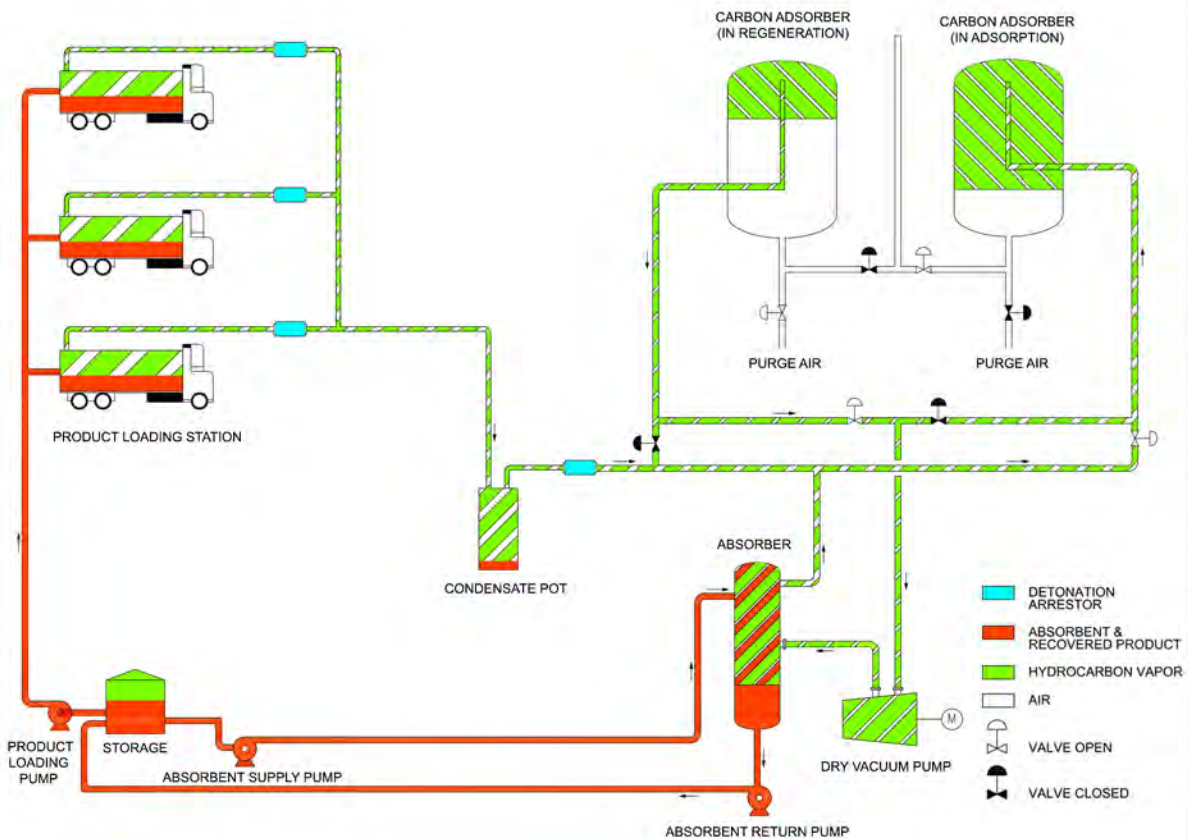 CARBON ADSORBER
(IN REGENERATION)
CARBON ADSORBER
(IN ADSORPTION)
PURGE AIR
PURGE AIR
PRODUCT LOADING STATION
CONDENSATE POT
ABSORBER
DETONATION
ARRESTOR
ABSORBENT &
RECOVERED PRODUCT
HYDROCARBON VAPOR
AIR
VALVE OPEN
VALVE CLOSED
M
DRY VACUUM PUMP
PRODUCT
LOADING
PUMP
STORAGE
ABSORBENT SUPPLY PUMP
ABSORBENT RETURN PUMP